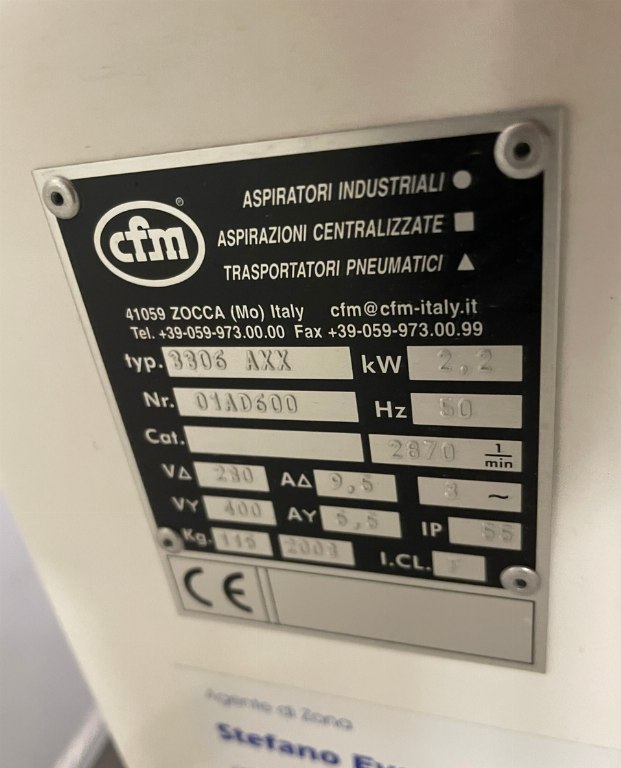 cfm ®
ASPIRATORI INDUSTRIALI ●
ASPIRAZIONI CENTRALIZZATE ■
TRASPORTATORI PNEUMATICI ▲
41059 ZOCCA (Mo) Italy cfm@cfm-italy.it
Tel. +39-059-973.00.00 Fax +39-059-973.00.99
typ. 3306 AXX kW 2,2
Nr. 01AD600 Hz 50
Cat. 2870 1/min
V∆ 230 A∆ 9,5 3 ~
VY 400 AY 5,5 IP 55
Kg. 115 2003 I.CL. F
CE
Agente di Zona
Stefano